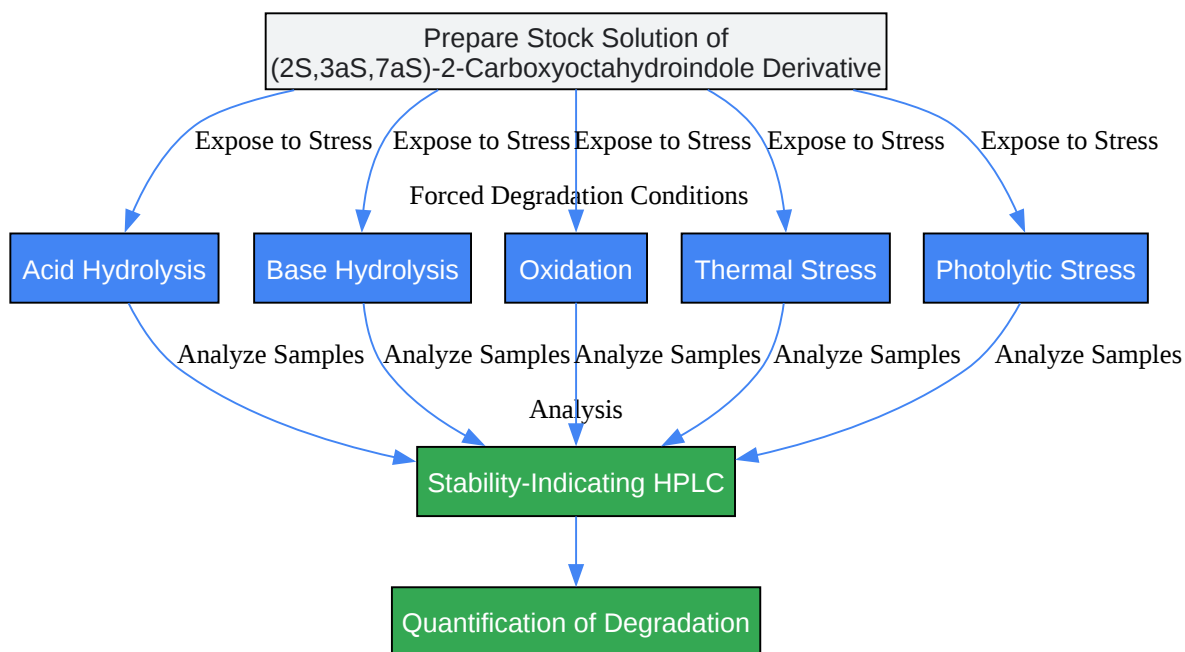 Prepare Stock Solution of
(2S,3aS,7aS)-2-Carboxyoctahydroindole Derivative
Expose to Stress
Expose to Stress
Expose to Stress
Expose to Stress
Expose to Stress
Forced Degradation Conditions
Acid Hydrolysis
Base Hydrolysis
Oxidation
Thermal Stress
Photolytic Stress
Analyze Samples
Analyze Samples
Analyze Samples
Analyze Samples
Analyze Samples
Analysis
Stability-Indicating HPLC
Quantification of Degradation